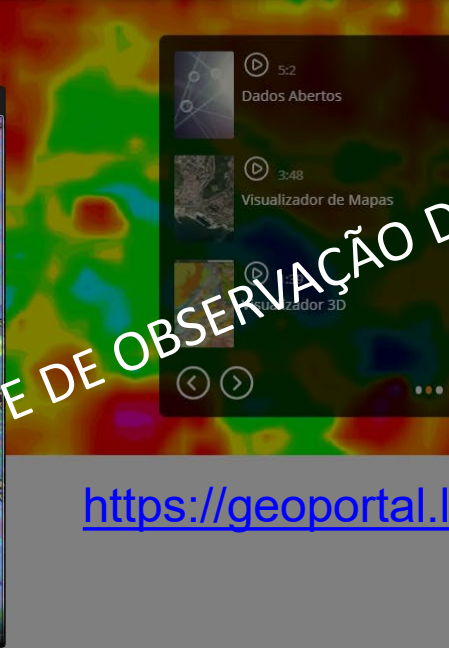 5:2
Dados Abertos
3:48
Visualizador de Mapas
Visualizador 3D
E DE OBSERVAÇÃO D
https://geoportal.l